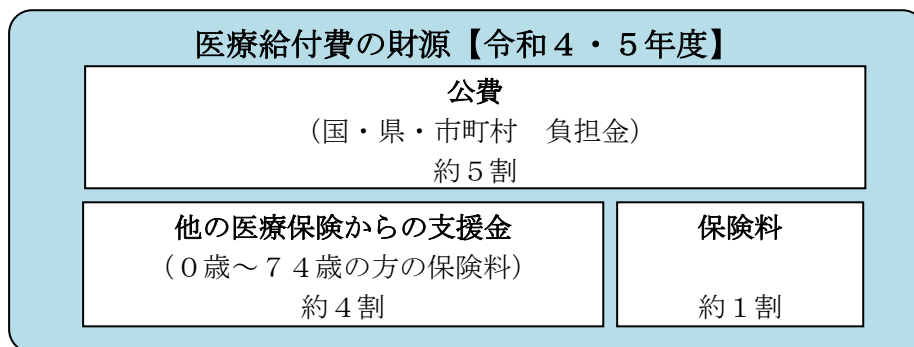 医療給付費の財源【令和４・５年度】
公費
（国・県・市町村　負担金）
約５割
他の医療保険からの支援金
（０歳～７４歳の方の保険料）
約４割
保険料
約１割